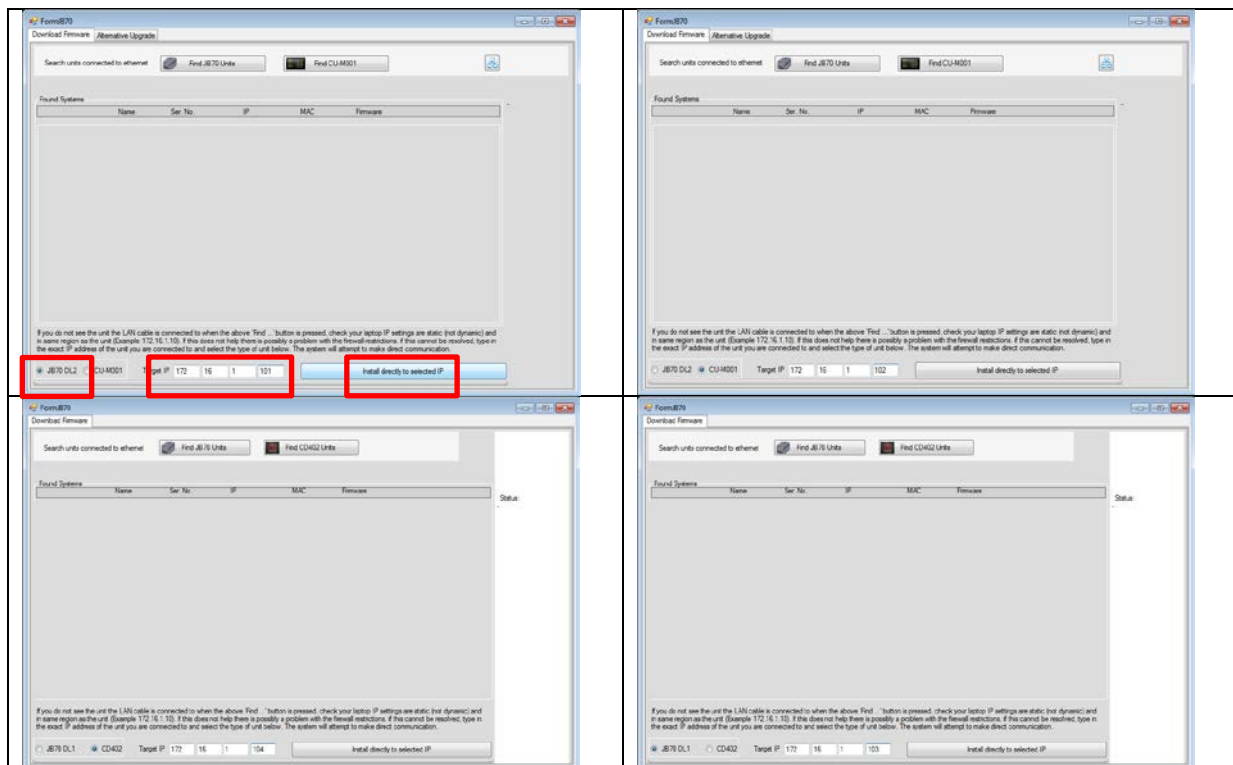 FormJB70
Download Firmware Alternative Upgrade
Search units connected to ethernet Find JB70 Units Find CU-M001
Found Systems
Name Ser. No. IP MAC Firmware
If you do not see the unit the LAN cable is connected to when the above 'Find ...' button is pressed, check your laptop IP settings are static (not dynamic) and
in same region as the unit (Example 172.16.1.10). If this does not help there is possibly a problem with the firewall restrictions. if this cannot be resolved, type in
the exact IP address of the unit you are connected to and select the type of unit below. The system will attempt to make direct communication.
JB70 DL2 CU-M001 Target IP 172 16 1 101 Install directly to selected IP
FormJB70
Download Firmware Alternative Upgrade
Search units connected to ethernet Find JB70 Units Find CU-M001
Found Systems
Name Ser. No. IP MAC Firmware
If you do not see the unit the LAN cable is connected to when the above 'Find ...' button is pressed, check your laptop IP settings are static (not dynamic) and
in same region as the unit (Example 172.16.1.10). If this does not help there is possibly a problem with the firewall restrictions. if this cannot be resolved, type in
the exact IP address of the unit you are connected to and select the type of unit below. The system will attempt to make direct communication.
JB70 DL2 CU-M001 Target IP 172 16 1 102 Install directly to selected IP
FormJB70
Download Firmware
Search units connected to ethernet Find JB70 Units Find CD402 Units
Found Systems
Name Ser. No. IP MAC Firmware
Status:
If you do not see the unit the LAN cable is connected to when the above 'Find ...' button is pressed, check your laptop IP settings are static (not dynamic) and
in same region as the unit (Example 172.16.1.10). If this does not help there is possibly a problem with the firewall restrictions. if this cannot be resolved, type in
the exact IP address of the unit you are connected to and select the type of unit below. The system will attempt to make direct communication.
JB70 DL1 CD402 Target IP 172 16 1 104 Install directly to selected IP
FormJB70
Download Firmware
Search units connected to ethernet Find JB70 Units Find CD402 Units
Found Systems
Name Ser. No. IP MAC Firmware
Status:
If you do not see the unit the LAN cable is connected to when the above 'Find ...' button is pressed, check your laptop IP settings are static (not dynamic) and
in same region as the unit (Example 172.16.1.10). If this does not help there is possibly a problem with the firewall restrictions. if this cannot be resolved, type in
the exact IP address of the unit you are connected to and select the type of unit below. The system will attempt to make direct communication.
JB70 DL1 CD402 Target IP 172 16 1 103 Install directly to selected IP